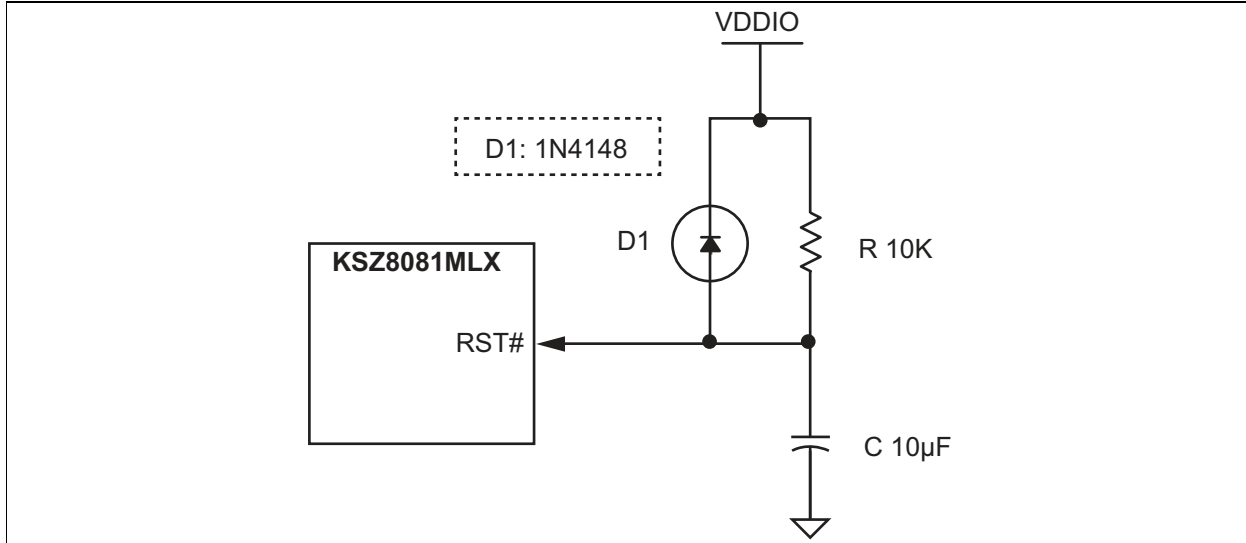 VDDIO
D1: 1N4148
D1
R 10K
KSZ8081MLX
RST#
C 10µF